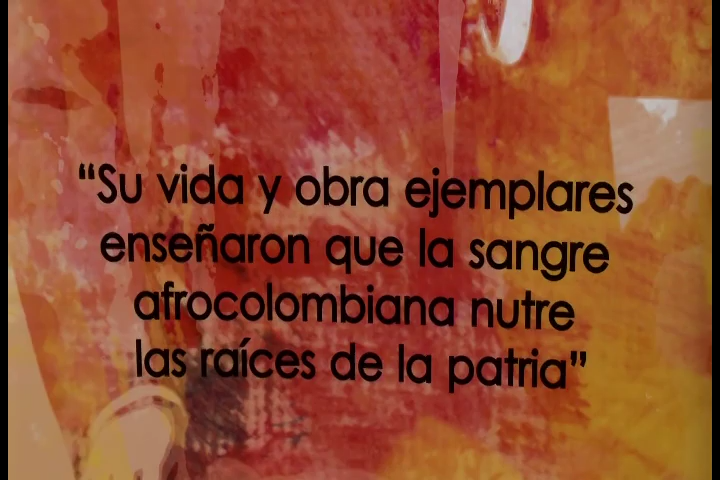 “Su vida y obra ejemplares
enseñaron que la sangre
afrocolombiana nutre
las raíces de la patria”